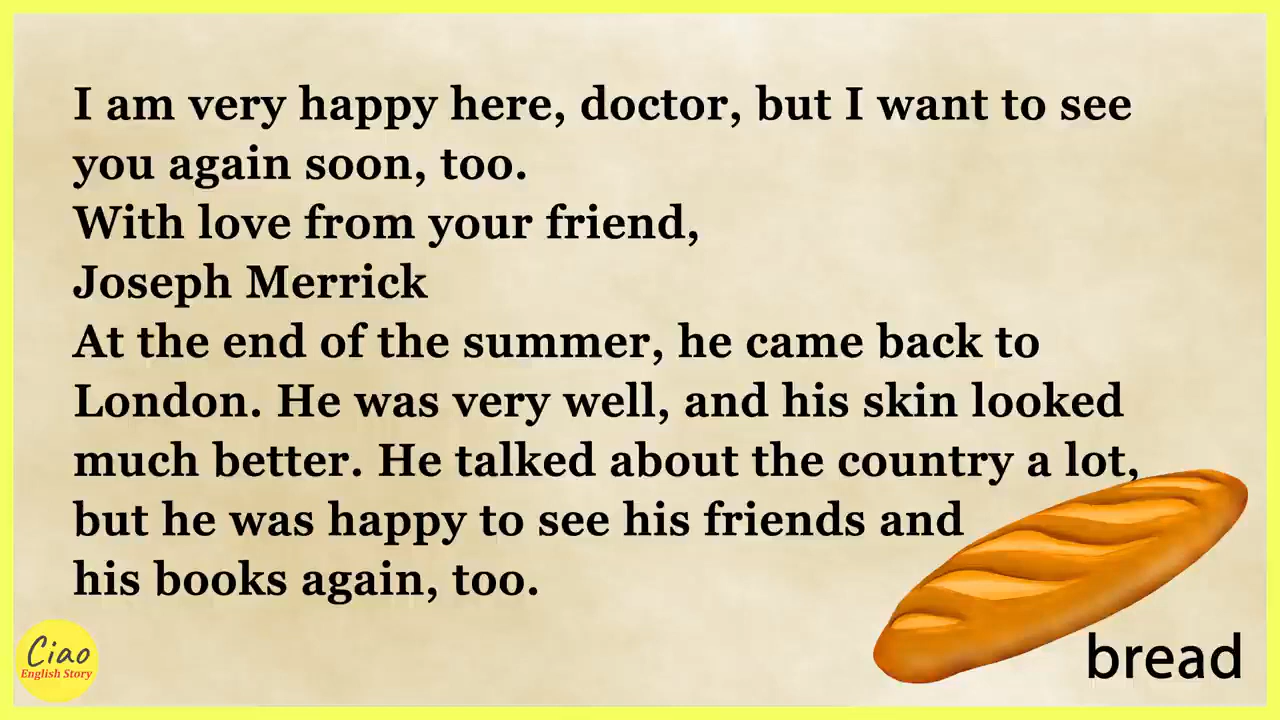 I am very happy here, doctor, but I want to see
you again soon, too.
With love from your friend,
Joseph Merrick
At the end of the summer, he came back to
London. He was very well, and his skin looked
much better. He talked about the country a lot,
but he was happy to see his friends and
his books again, too.
Ciao
English Story
bread